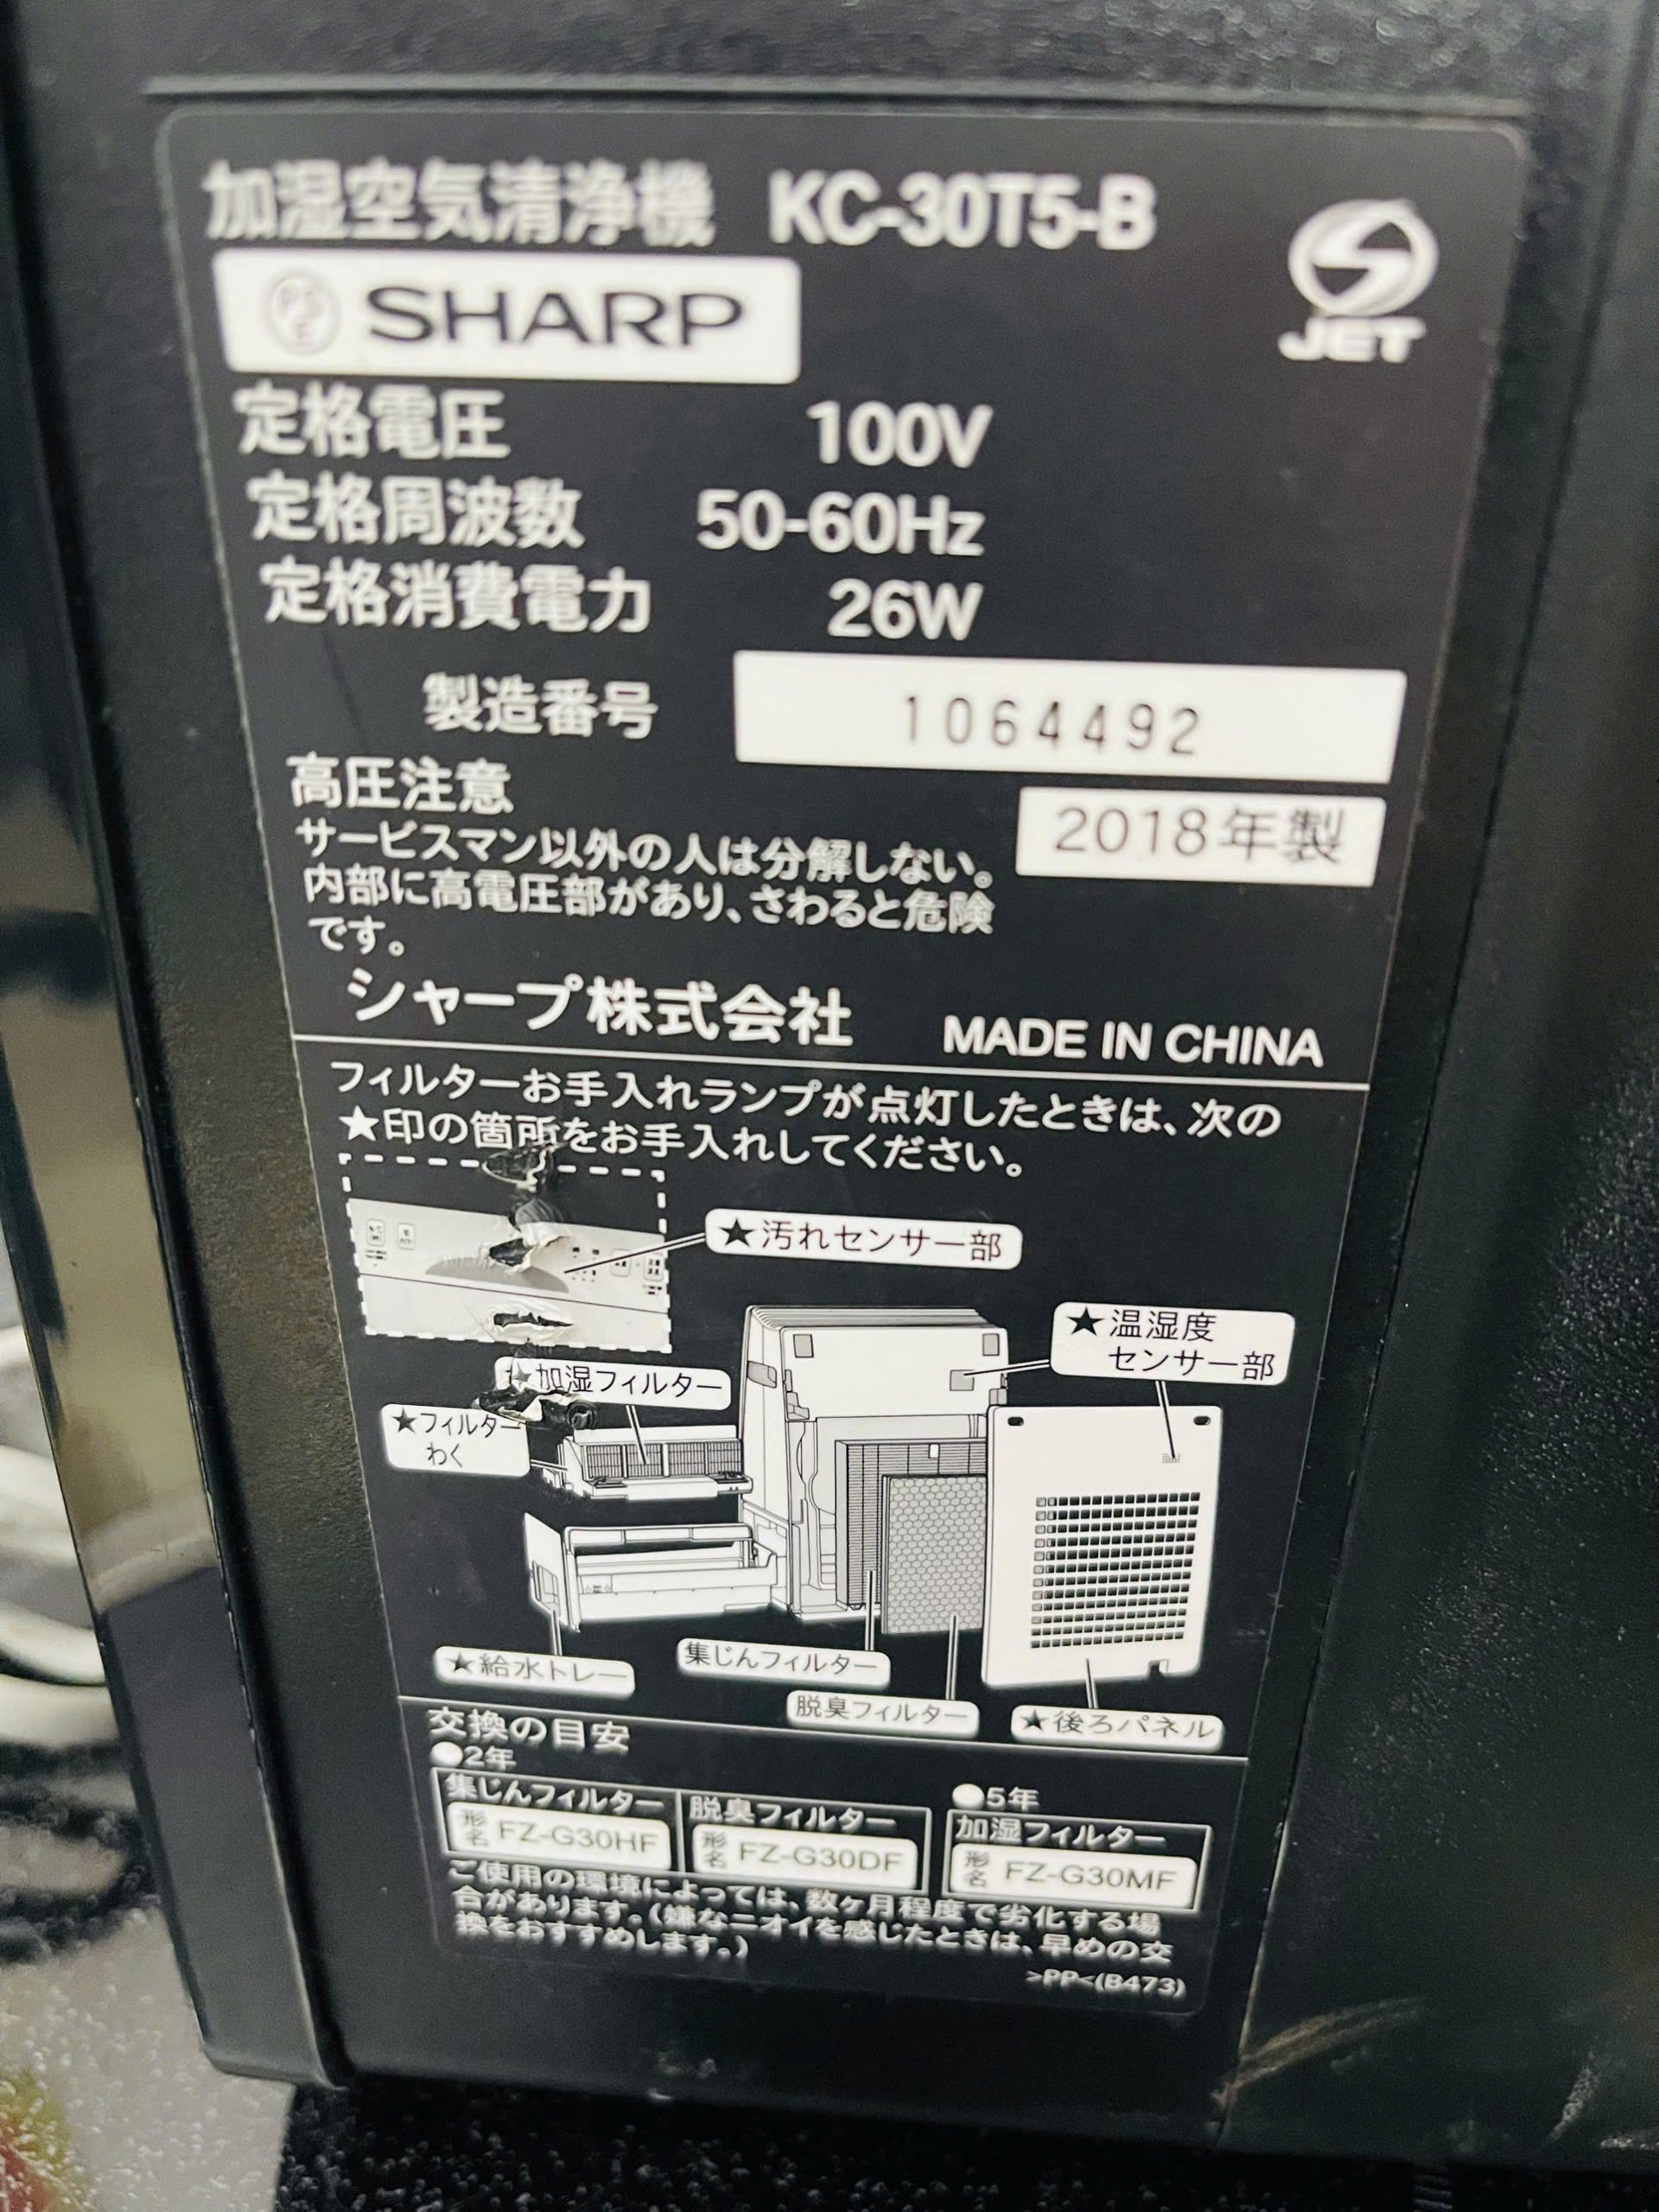 加湿空気清浄機 KC-30T5-B
PSE SHARP
JET
定格電圧 100V
定格周波数 50-60Hz
定格消費電力 26W
製造番号 1064492
高圧注意
2018年製
サービスマン以外の人は分解しない。
内部に高電圧部があり、さわると危険
です。
シャープ株式会社 MADE IN CHINA
フィルターお手入れランプが点灯したときは、次の
★印の箇所をお手入れしてください。
★汚れセンサー部
★温湿度
センサー部
★加湿フィルター
★フィルター
わく
★給水トレー
集じんフィルター
脱臭フィルター
★後ろパネル
交換の目安
●2年
●5年
集じんフィルター
形名 FZ-G30HF
脱臭フィルター
形名 FZ-G30DF
加湿フィルター
形名 FZ-G30MF
ご使用の環境によっては、数ヶ月程度で劣化する場
合があります。(嫌なニオイを感じたときは、早めの交
換をおすすめします。)
>PP<(B473)